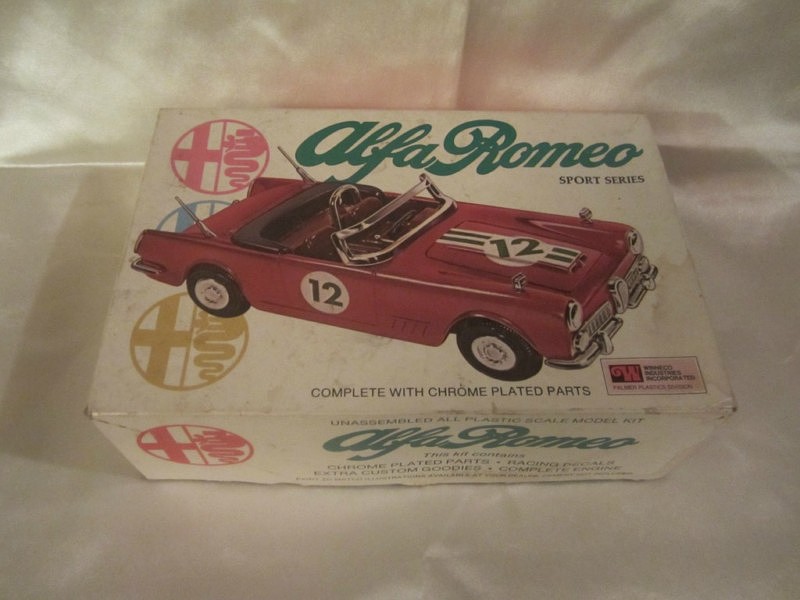 Alfa Romeo
SPORT SERIES
12
12
W
WINNECO
INDUSTRIES
INCORPORATED
PALMER PLASTICS DIVISION
COMPLETE WITH CHROME PLATED PARTS
UNASSEMBLED ALL PLASTIC SCALE MODEL KIT
Alfa Romeo
This kit contains
CHROME PLATED PARTS • RACING DECALS
EXTRA CUSTOM GOODIES • COMPLETE ENGINE